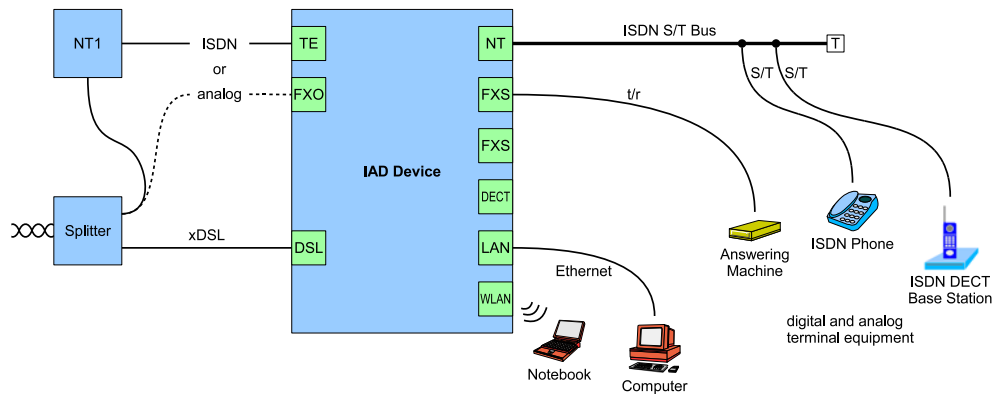 NT1
ISDN
or
analog
TE
FXO
IAD Device
NT
FXS
FXS
DECT
LAN
WLAN
DSL
Splitter
xDSL
ISDN S/T Bus
T
S/T
S/T
t/r
Ethernet
Answering
Machine
ISDN Phone
ISDN DECT
Base Station
digital and analog
terminal equipment
Notebook
Computer